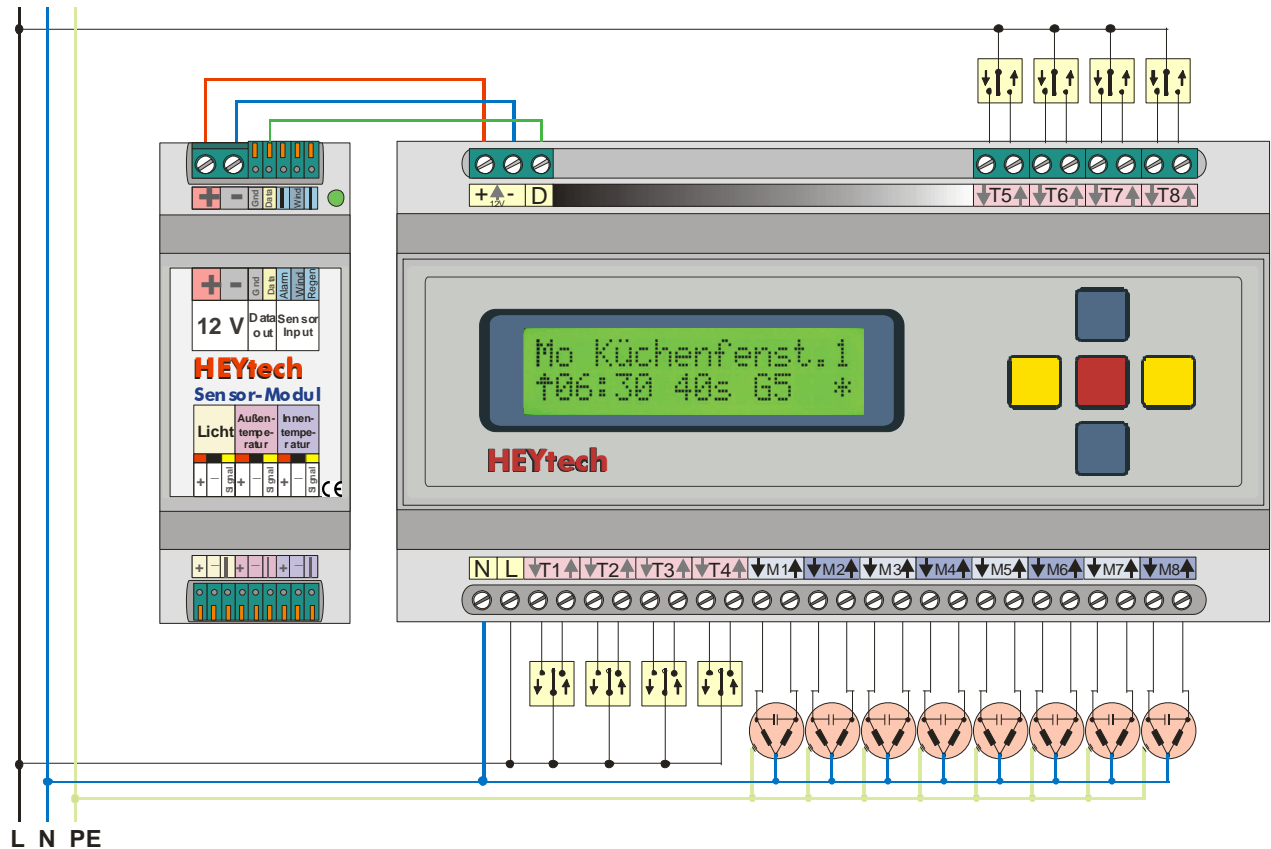 + - Gnd Data Wind
+ - Gnd Data Alarm Wind Regen
12 V Data out Sensor Input
HEYtech
Sensor-Modul
Licht Außen-tempe-ratur Innen-tempe-ratur
+ - Signal + - Signal + - Signal
CE
+ - + - + -
+ 12V - D
T5 T6 T7 T8
Mo Küchenfenst.1
↑06:30 40s G5 *
HEYtech
N L T1 T2 T3 T4 M1 M2 M3 M4 M5 M6 M7 M8
L N PE